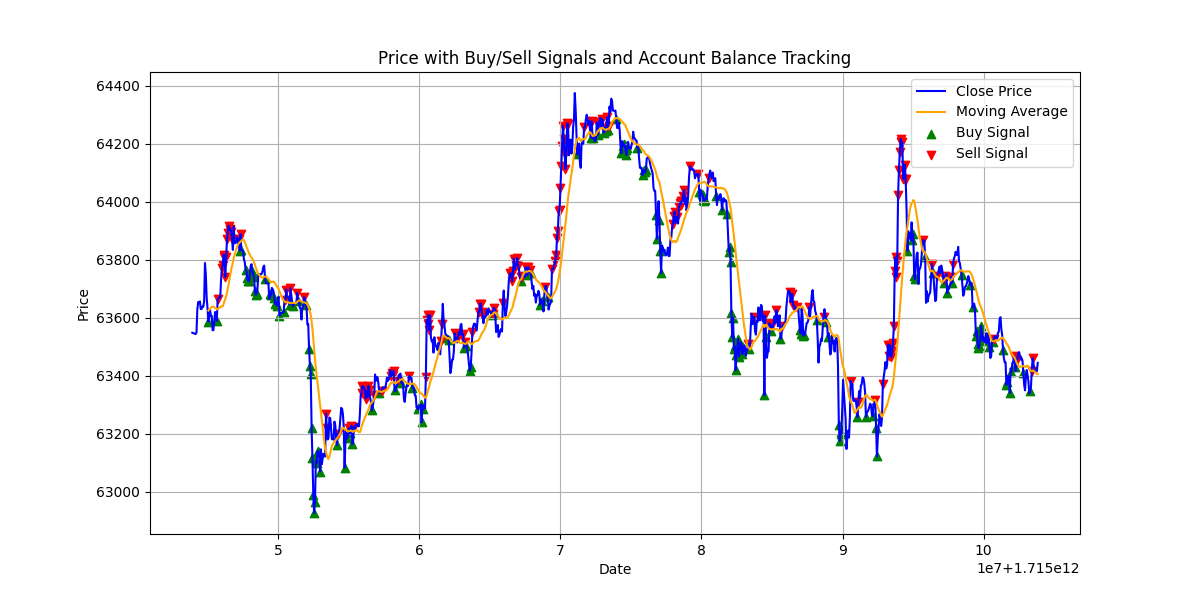 Price with Buy/Sell Signals and Account Balance Tracking
64400
64200
64000
63800
63600
63400
63200
63000
Price
Close Price
Moving Average
Buy Signal
Sell Signal
5 6 7 8 9 10
Date
1e7+1.715e12